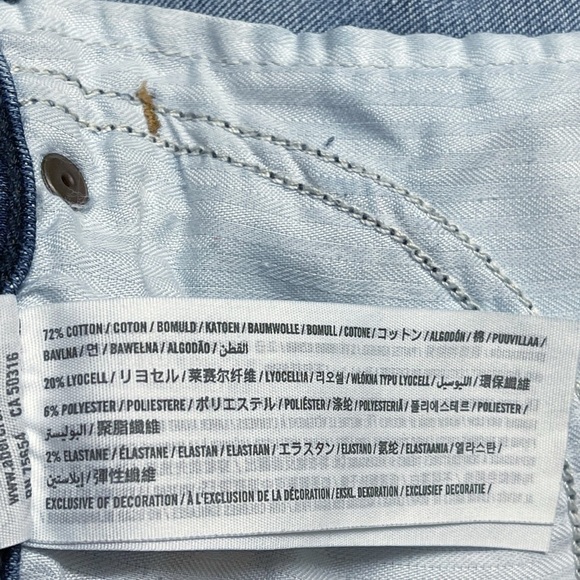 72% COTTON / COTON / BOMULD / KATOEN / BAUMWOLLE / BOMULL / COTONE / コットン / ALGODÓN / 棉 / PUUVILLAA /
BAVLNA / 면 / BAWEŁNA / ALGODÃO / القطن /
20% LYOCELL / リヨセル / 莱赛尔纤维 / LYOCELLIA / 리오셀 / WŁÓKNA TYPU LYOCELL / الليوسيل / 環保纖維
6% POLYESTER / POLIESTERE / ポリエステル / POLIÉSTER / 涤纶 / POLYESTERIÄ / 폴리에스테르 / POLYESTER
/ البوليستر / 聚脂纖維
2% ELASTANE / ÉLASTANE / ELASTAN / ELASTAAN / エラスタン / ELASTANO / 氨纶 / ELASTAANIA / 엘라스탄 /
إيلاستين / 彈性纖維
EXCLUSIVE OF DECORATION / À L'EXCLUSION DE LA DÉCORATION / EKSKL. DEKORATION / EXCLUSIEF DECORATIE /
CA 50316